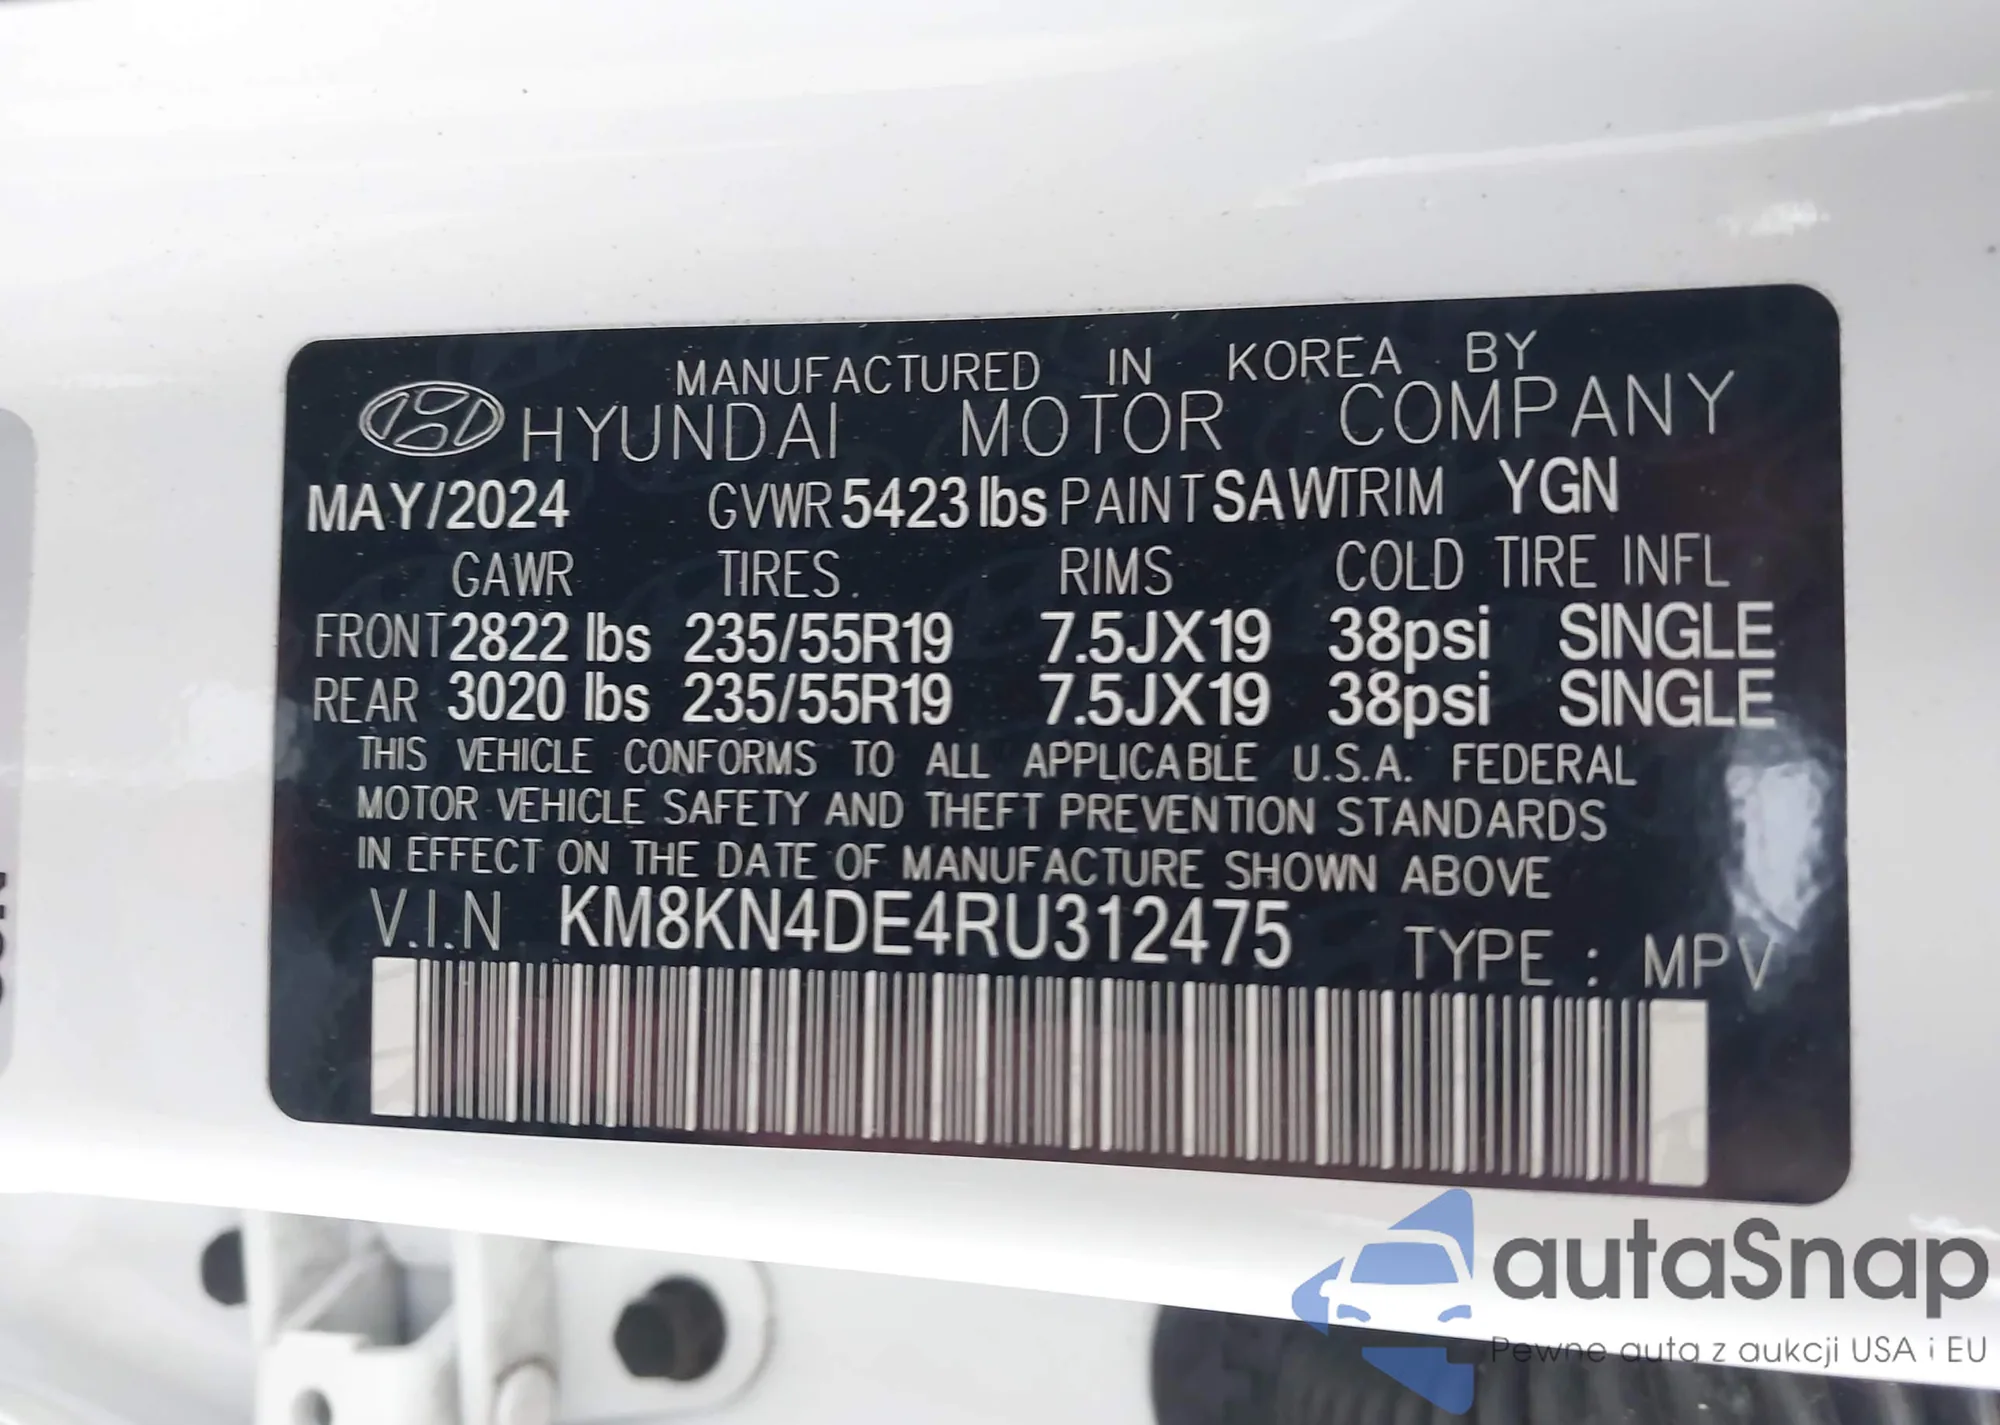 MANUFACTURED IN KOREA BY
HYUNDAI MOTOR COMPANY
MAY/2024 GVWR 5423 lbs PAINT SAW TRIM YGN
GAWR TIRES. RIMS COLD TIRE INFL
FRONT 2822 lbs 235/55R19 7.5JX19 38psi SINGLE
REAR 3020 lbs 235/55R19 7.5JX19 38psi SINGLE
THIS VEHICLE CONFORMS TO ALL APPLICABLE U.S.A. FEDERAL
MOTOR VEHICLE SAFETY AND THEFT PREVENTION STANDARDS
IN EFFECT ON THE DATE OF MANUFACTURE SHOWN ABOVE
V.I.N KM8KN4DE4RU312475 TYPE : MPV
autaSnap
Pewne auta z aukcji USA i EU